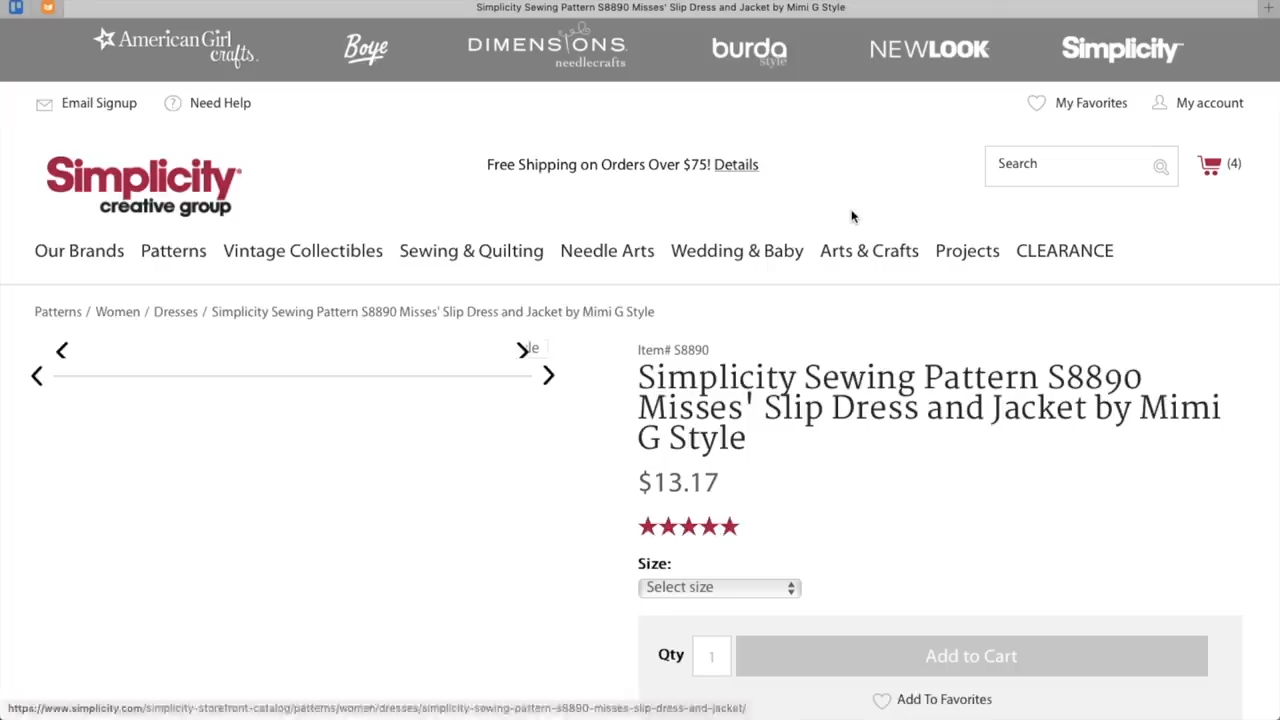 Simplicity Sewing Pattern S8890 Misses' Slip Dress and Jacket by Mimi G Style
American Girl crafts.
Boye
DIMENSIONS needlecrafts
burda style
NEWLOOK
Simplicity
Email Signup
? Need Help
My Favorites
My account
Simplicity creative group
Free Shipping on Orders Over $75! Details
Search
(4)
Our Brands Patterns Vintage Collectibles Sewing & Quilting Needle Arts Wedding & Baby Arts & Crafts Projects CLEARANCE
Patterns / Women / Dresses / Simplicity Sewing Pattern S8890 Misses' Slip Dress and Jacket by Mimi G Style
Item# S8890
Simplicity Sewing Pattern S8890
Misses' Slip Dress and Jacket by Mimi
G Style
$13.17
Size:
Select size
Qty 1 Add to Cart
Add To Favorites
https://www.simplicity.com/simplicity-storefront-catalog/patterns/women/dresses/simplicity-sewing-pattern-s8890-misses-slip-dress-and-jacket/